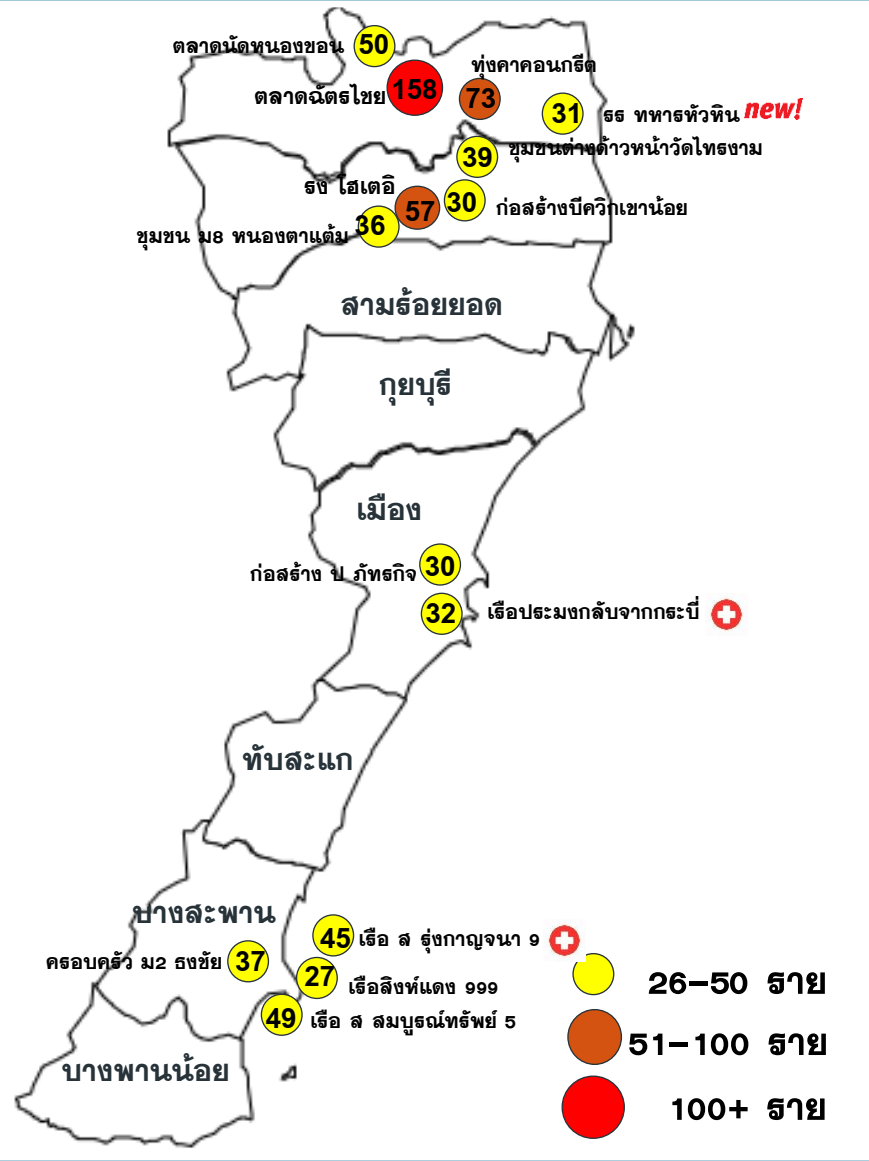 ตลาดนัดหนองขอน 50
ทุ่งคาคอนกรีต
ตลาดฉัตรไชย 158 73
31 รร ทหารหัวหิน new!
39 ชุมชนต่างด้าวหน้าวัดไทรงาม
รง โฮเตอิ
57 30 ก่อสร้างบีควิกเขาน้อย
ชุมชน ม8 หนองตาแต้ม 36
สามร้อยยอด
กุยบุรี
เมือง
ก่อสร้าง ป ภัทรกิจ 30
32 เรือประมงกลับจากกระบี่
ทับสะแก
บางสะพาน
45 เรือ ส รุ่งกาญจนา 9
ครอบครัว ม2 ธงชัย 37
27 เรือสิงห์แดง 999
49 เรือ ส สมบูรณ์ทรัพย์ 5
บางพานน้อย
26-50 ราย
51-100 ราย
100+ ราย